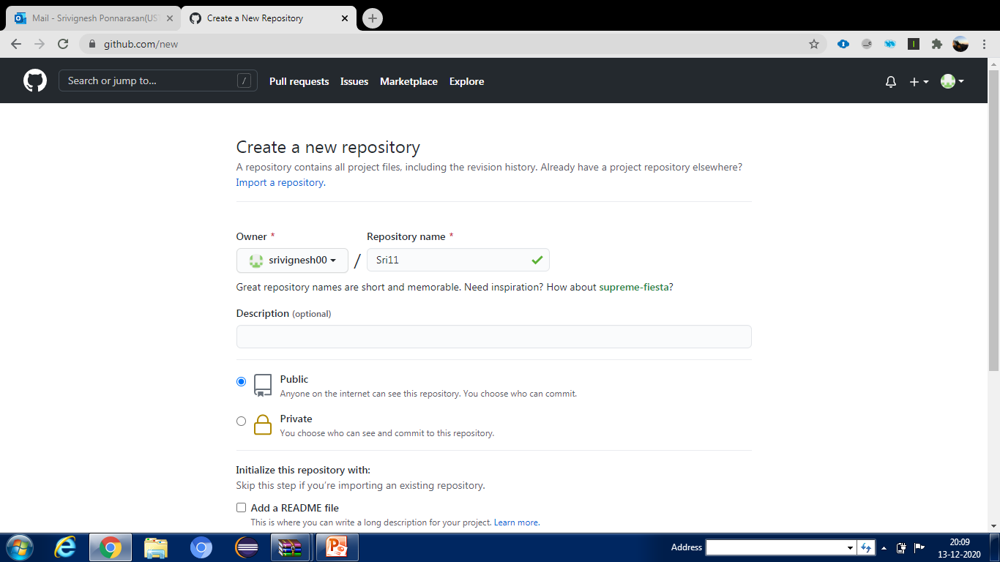 Mail - Srivignesh Ponnarasan(US
Create a New Repository
github.com/new
Search or jump to...
/
Pull requests
Issues
Marketplace
Explore
Create a new repository
A repository contains all project files, including the revision history. Already have a project repository elsewhere?
Import a repository.
Owner *
Repository name *
srivignesh00
/
Sri11
Great repository names are short and memorable. Need inspiration? How about supreme-fiesta?
Description (optional)
Public
Anyone on the internet can see this repository. You choose who can commit.
Private
You choose who can see and commit to this repository.
Initialize this repository with:
Skip this step if you're importing an existing repository.
Add a README file
This is where you can write a long description for your project. Learn more.
Address
20:09
13-12-2020